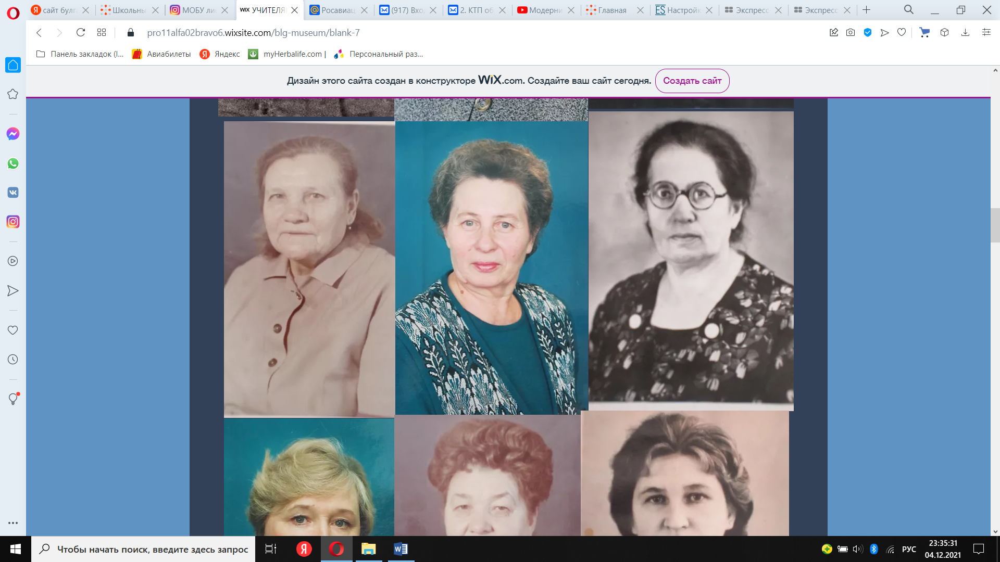 сайт булга
Школьны
МОБУ ли
WiX УЧИТЕЛЯ
Росавиац
(917) Вхо
2. КТП об
Модерни
Главная
ES Настройк
Экспресс
Экспресс
pro11alfa02bravo6.wixsite.com/blg-museum/blank-7
Панель закладок (I...
Авиабилеты
Яндекс
myHerbalife.com |
Персональный раз...
Дизайн этого сайта создан в конструкторе WiX.com. Создайте ваш сайт сегодня.
Создать сайт
Чтобы начать поиск, введите здесь запрос
РУС
23:35:31
04.12.2021